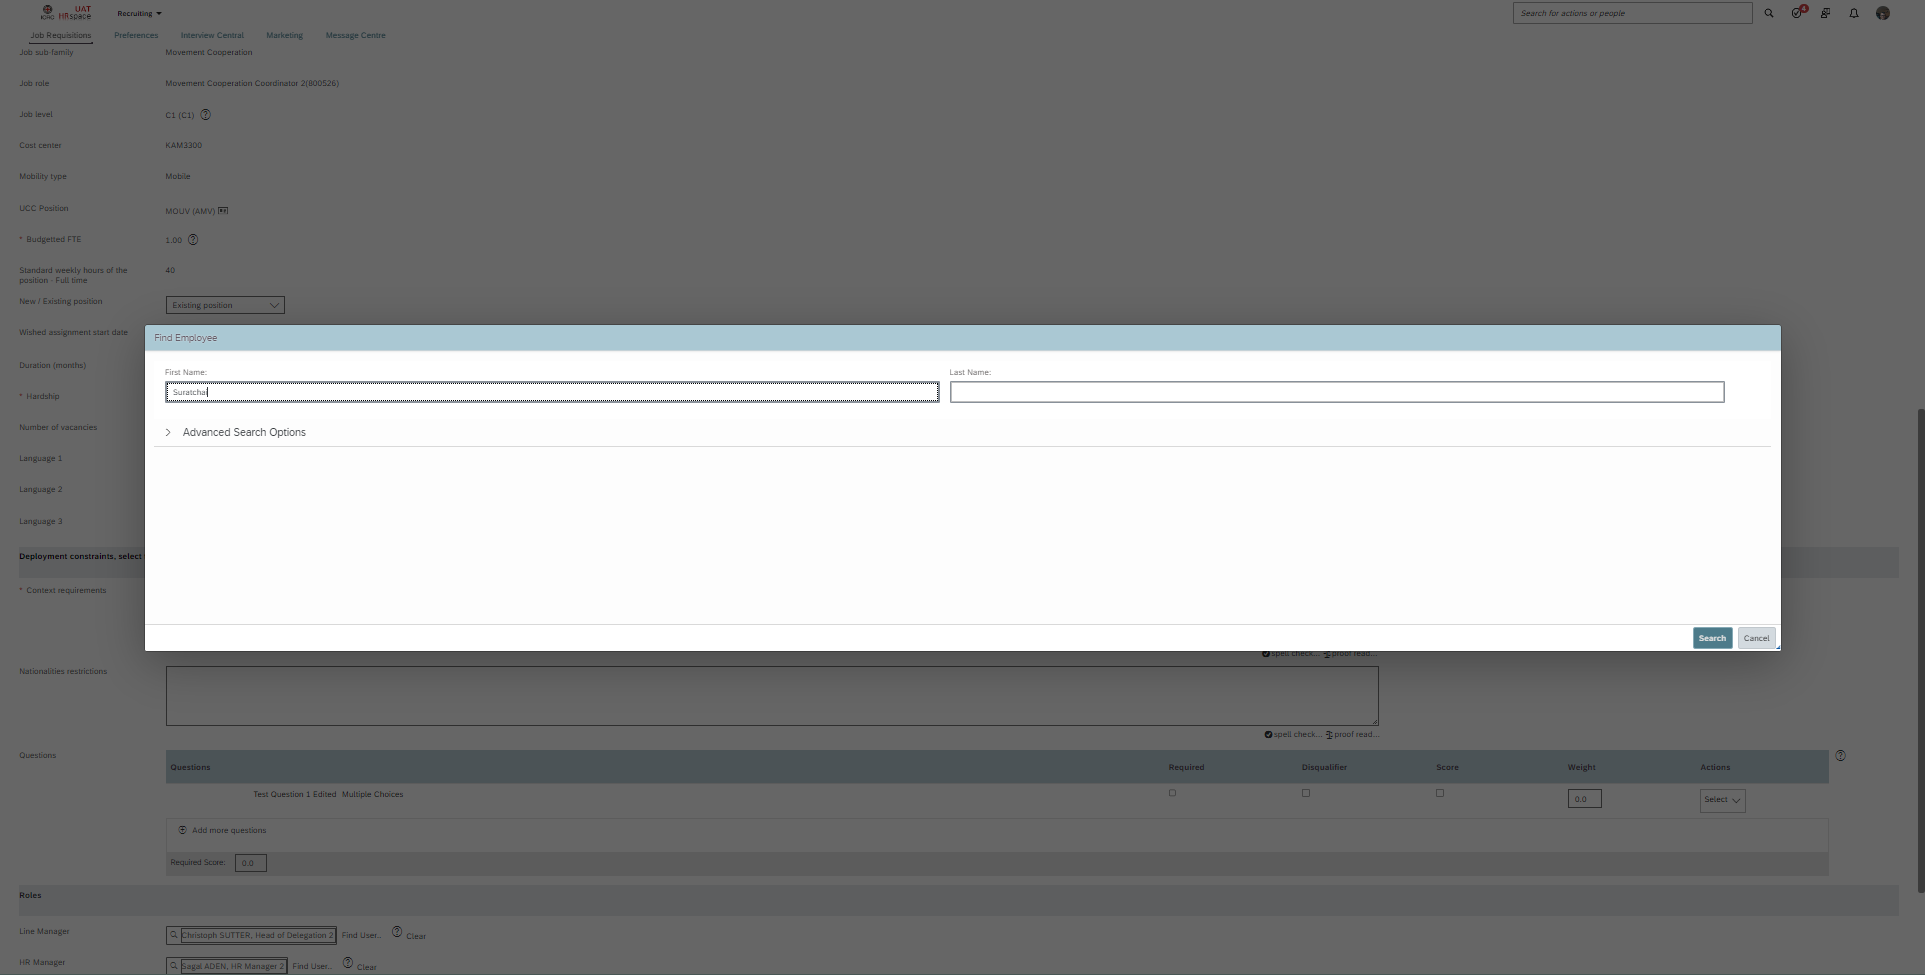 UAT
ICRC HRspace
Recruiting
Search for actions or people
4
Job Requisitions
Preferences
Interview Central
Marketing
Message Centre
Job sub family
Movement Cooperation
Job role
Movement Cooperation Coordinator 2(800526)
Job level
C1 (C1)
Cost center
KAM3300
Mobility type
Mobile
UCC Position
MOUV (AMV)
* Budgetted FTE
1.00
Standard weekly hours of the
position - Full time
40
New / Existing position
Existing position
Wished assignment start date
Find Employee
Duration (months)
First Name:
Last Name:
* Hardship
Suratchai
Number of vacancies
Advanced Search Options
Language 1
Language 2
Language 3
Deployment constraints, select
* Context requirements
Search
Cancel
spell check... proof read...
Nationalities restrictions
spell check... proof read...
Questions
Questions
Required
Disqualifier
Score
Weight
Actions
Test Question 1 Edited Multiple Choices
0.0
Select
Add more questions
Required Score:
0.0
Roles
Line Manager
Christoph SUTTER, Head of Delegation 2
Find User...
Clear
HR Manager
Sagal ADEN, HR Manager 2
Find User...
Clear